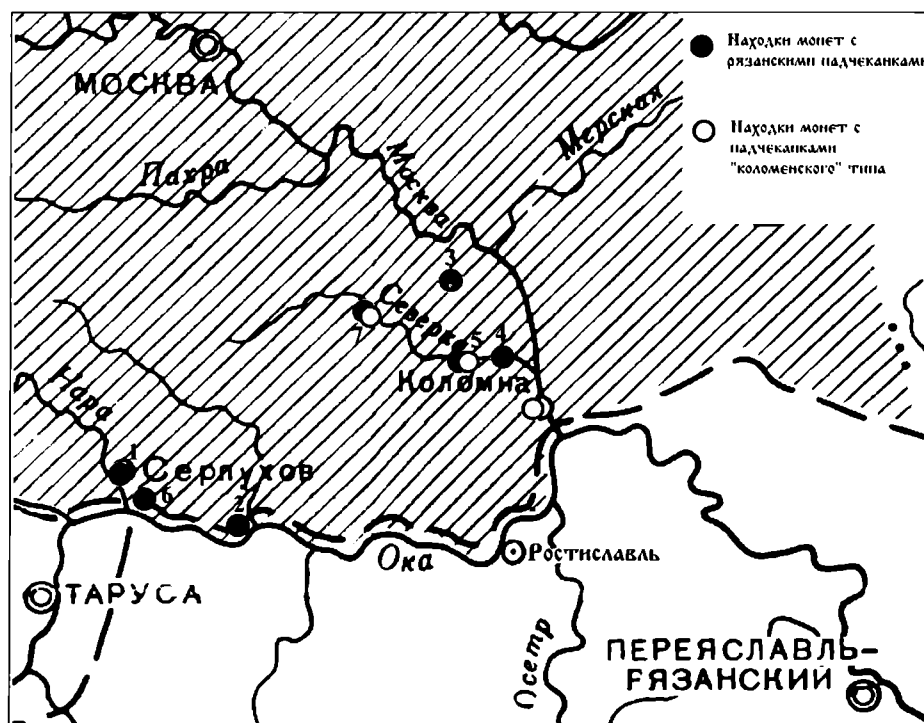 МОСКВА
Находки монет с
рязанскими надчеканками
Находки монет с
надчеканками
"коломенского" типа
Мерская
Пахра
Москва
3
Северка
7
5
4
Коломна
Нара
1
Серпухов
6
2
Ока
Ростиславль
ТАРУСА
Осетр
ПЕРЕЯСЛАВЛЬ-
РЯЗАНСКИЙ